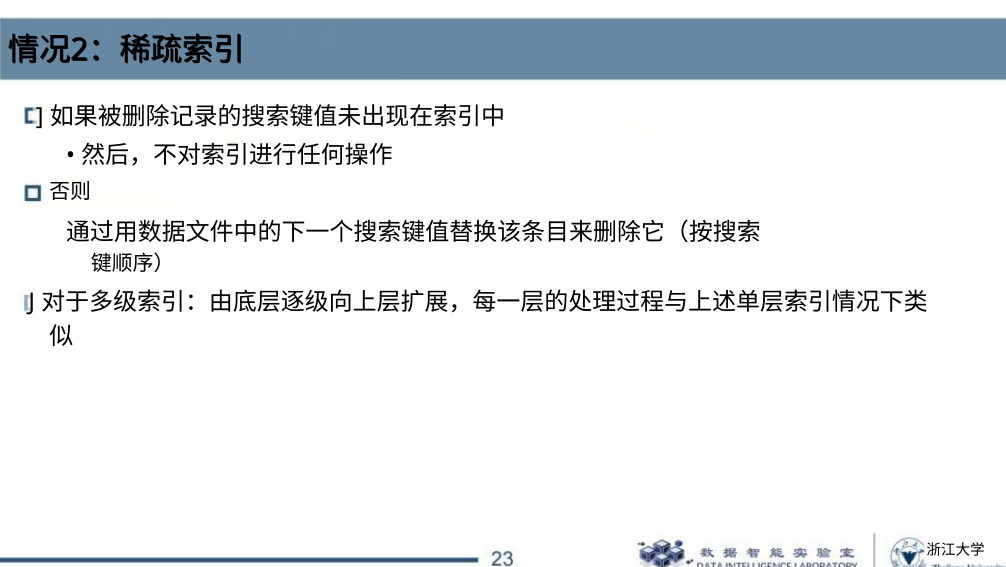 情况2：稀疏索引
如果被删除记录的搜索键值未出现在索引中
• 然后，不对索引进行任何操作
否则
通过用数据文件中的下一个搜索键值替换该条目来删除它（按搜索
键顺序）
对于多级索引：由底层逐级向上层扩展，每一层的处理过程与上述单层索引情况下类
似
23
数据智能实验室
DATA INTELLIGENCE LABORATORY
浙江大学